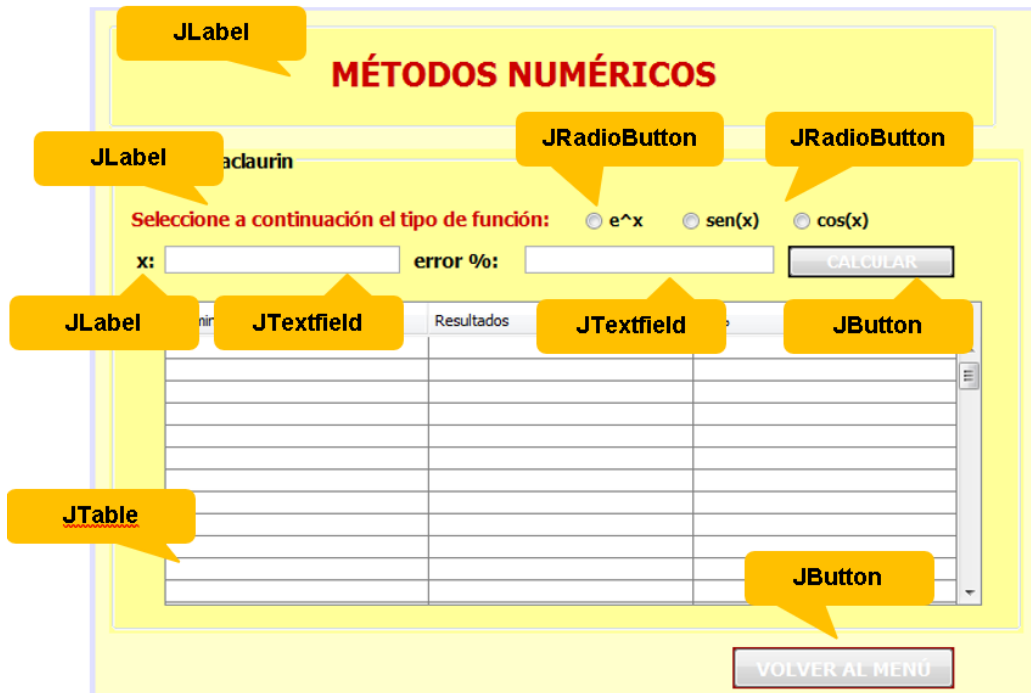 JLabel
MÉTODOS NUMÉRICOS
JRadioButton
JRadioButton
JLabel
aclaurin
Seleccione a continuación el tipo de función:
e^x
sen(x)
cos(x)
x:
error %:
CALCULAR
JLabel
JTextfield
Resultados
JTextfield
JButton
JTable
JButton
VOLVER AL MENÚ